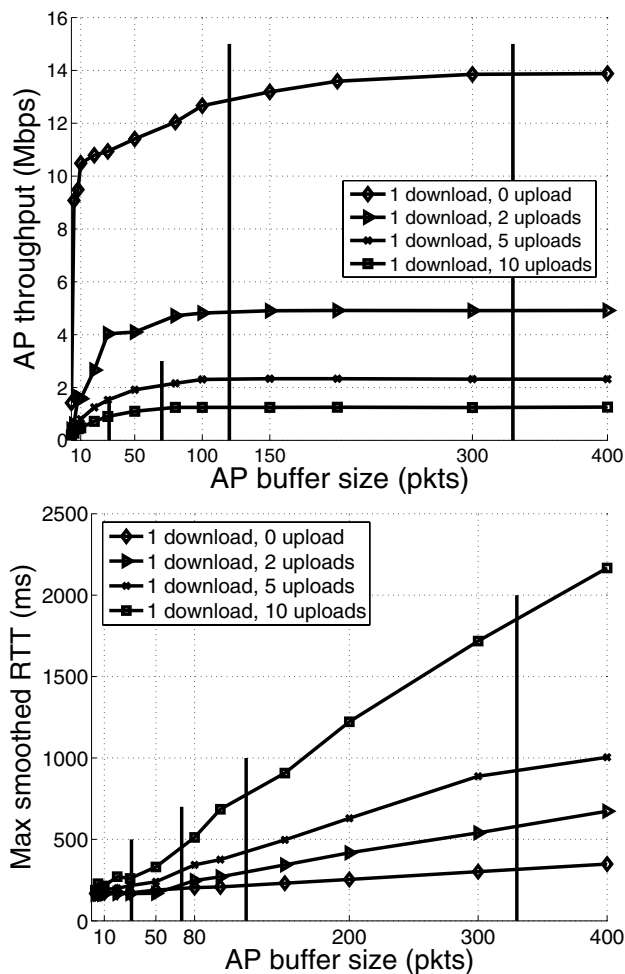 16
14
12
10
8
6
4
2
0
AP throughput (Mbps)
1 download, 0 upload
1 download, 2 uploads
1 download, 5 uploads
1 download, 10 uploads
10 50 100 150 300 400
AP buffer size (pkts)
2500
2000
1500
1000
500
0
Max smoothed RTT (ms)
1 download, 0 upload
1 download, 2 uploads
1 download, 5 uploads
1 download, 10 uploads
10 50 80 200 300 400
AP buffer size (pkts)